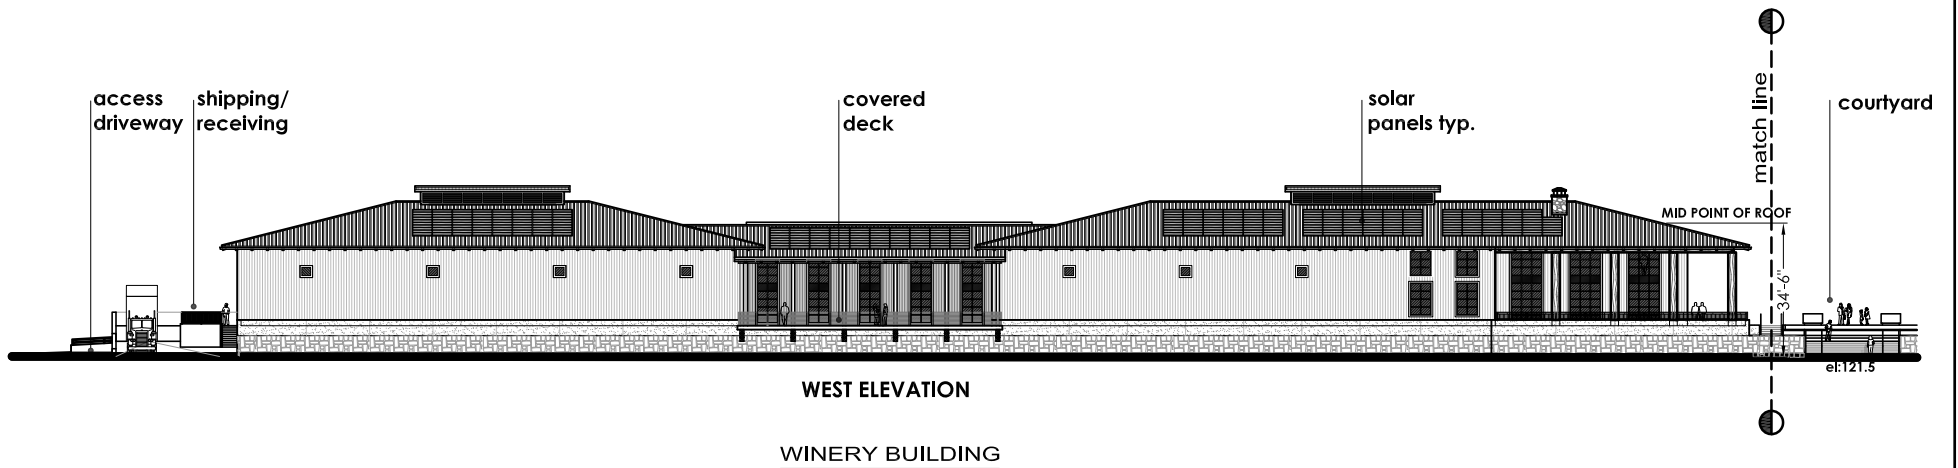 access
driveway
shipping/
receiving
covered
deck
solar
panels typ.
match line
courtyard
MID POINT OF ROOF
34'-6"
el:121.5
WEST ELEVATION
WINERY BUILDING